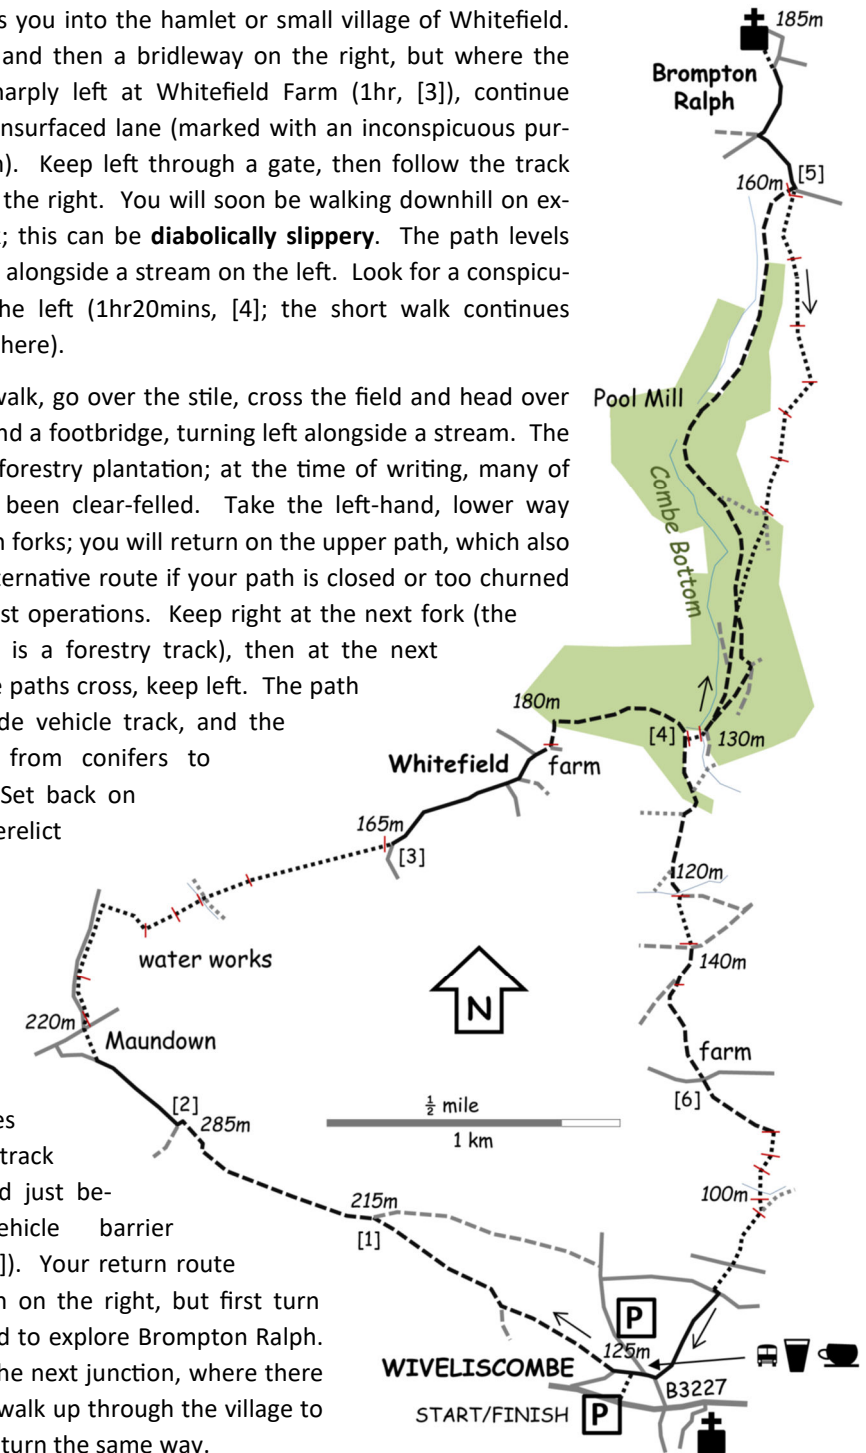 s you into the hamlet or small village of Whitefield.
and then a bridleway on the right, but where the
harply left at Whitefield Farm (1hr, [3]), continue
nsurfaced lane (marked with an inconspicuous pur-
n). Keep left through a gate, then follow the track
the right. You will soon be walking downhill on ex-
; this can be diabolically slippery. The path levels
alongside a stream on the left. Look for a conspicu-
he left (1hr20mins, [4]; the short walk continues
here).
walk, go over the stile, cross the field and head over
nd a footbridge, turning left alongside a stream. The
forestry plantation; at the time of writing, many of
been clear-felled. Take the left-hand, lower way
n forks; you will return on the upper path, which also
ternative route if your path is closed or too churned
st operations. Keep right at the next fork (the
is a forestry track), then at the next
e paths cross, keep left. The path
de vehicle track, and the
from conifers to
Set back on
erelict
es
track
d just be-
ehicle barrier
]). Your return route
n on the right, but first turn
d to explore Brompton Ralph.
he next junction, where there
walk up through the village to
turn the same way.
185m
Brompton
Ralph
[5]
160m
Pool Mill
Combe Bottom
180m
[4]
130m
Whitefield
farm
165m
[3]
120m
water works
140m
N
220m
Maundown
farm
[2]
285m
½ mile
1 km
[6]
100m
215m
[1]
P
125m
WIVELISCOMBE
B3227
START/FINISH
P